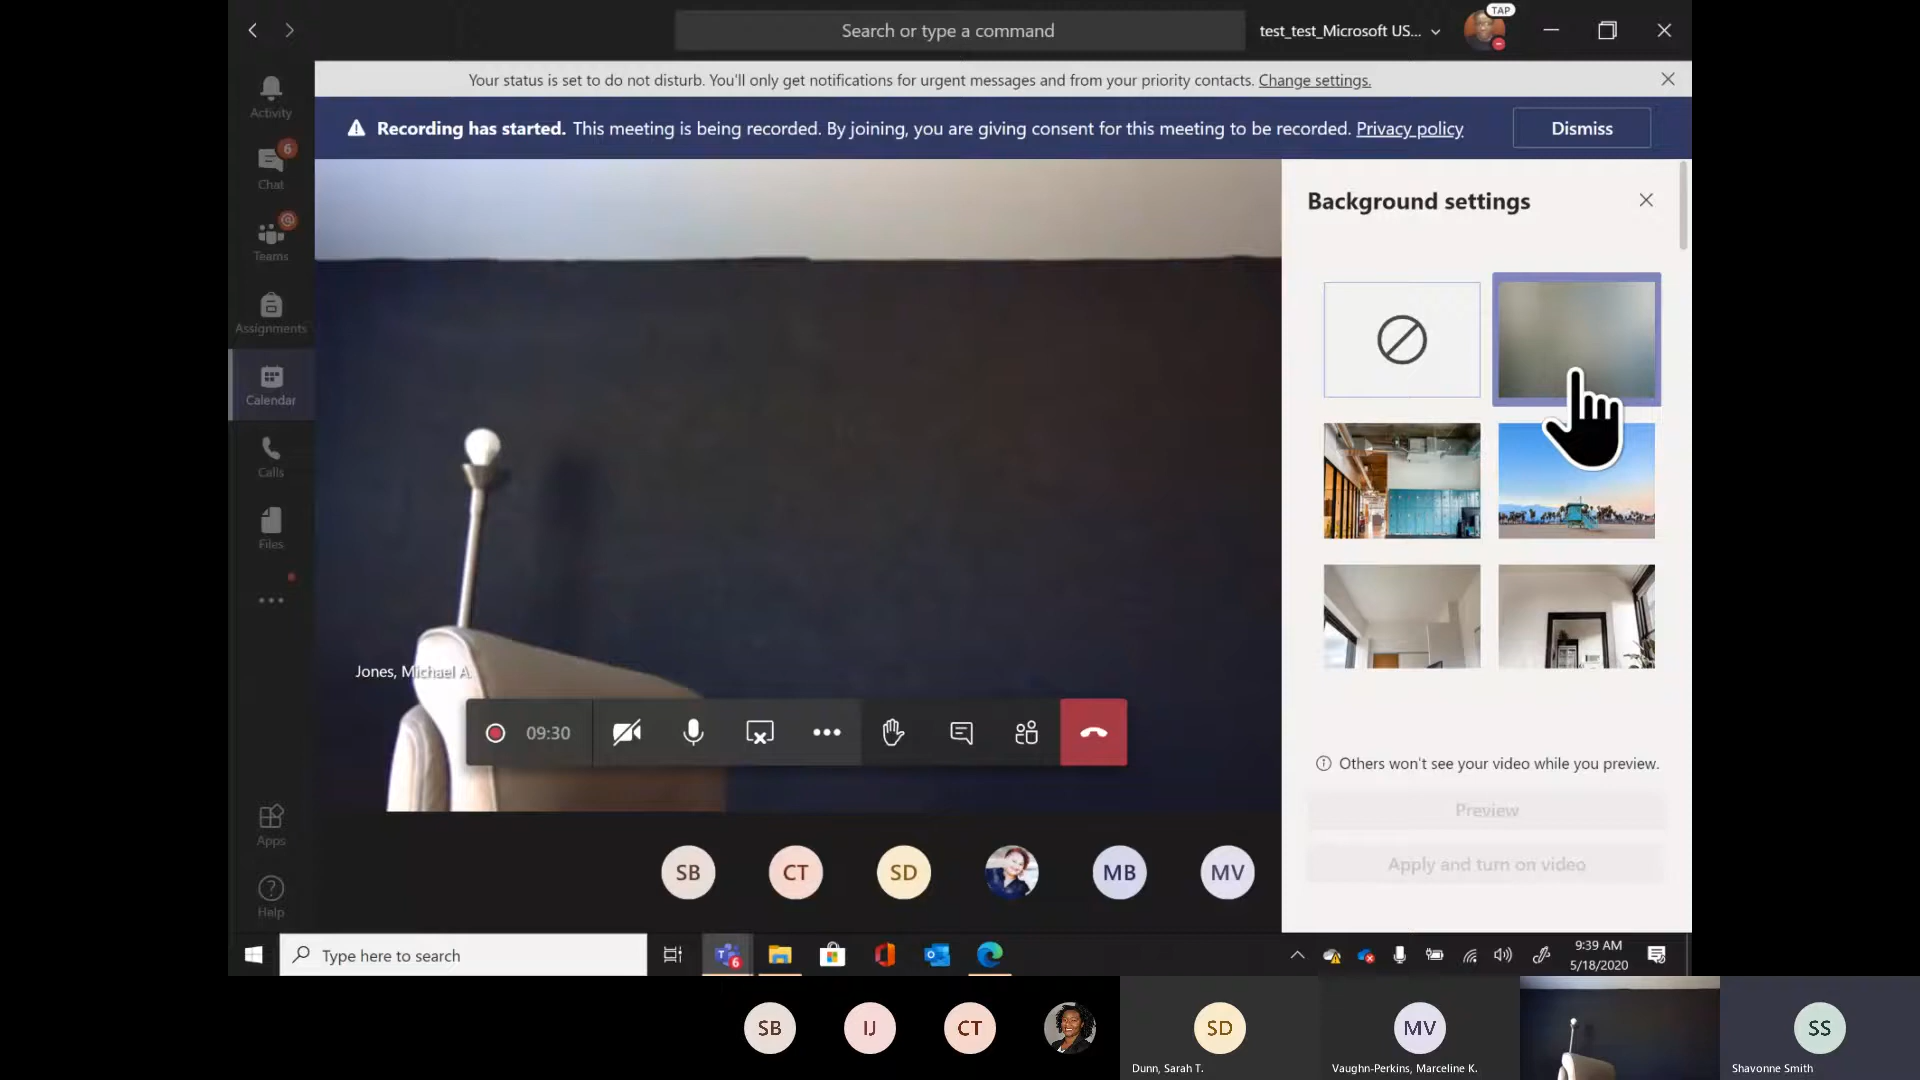 Search or type a command
test_test_Microsoft US...
TAP
Your status is set to do not disturb. You'll only get notifications for urgent messages and from your priority contacts. Change settings.
Recording has started. This meeting is being recorded. By joining, you are giving consent for this meeting to be recorded. Privacy policy
Dismiss
Activity
6
Chat
Teams
Assignments
Calendar
Calls
Files
Apps
Help
Background settings
Jones, Michael A.
09:30
Others won't see your video while you preview.
Preview
Apply and turn on video
SB
CT
SD
MB
MV
Type here to search
6
9:39 AM
5/18/2020
SB
IJ
CT
SD
MV
SS
Dunn, Sarah T.
Vaughn-Perkins, Marceline K.
Shavonne Smith